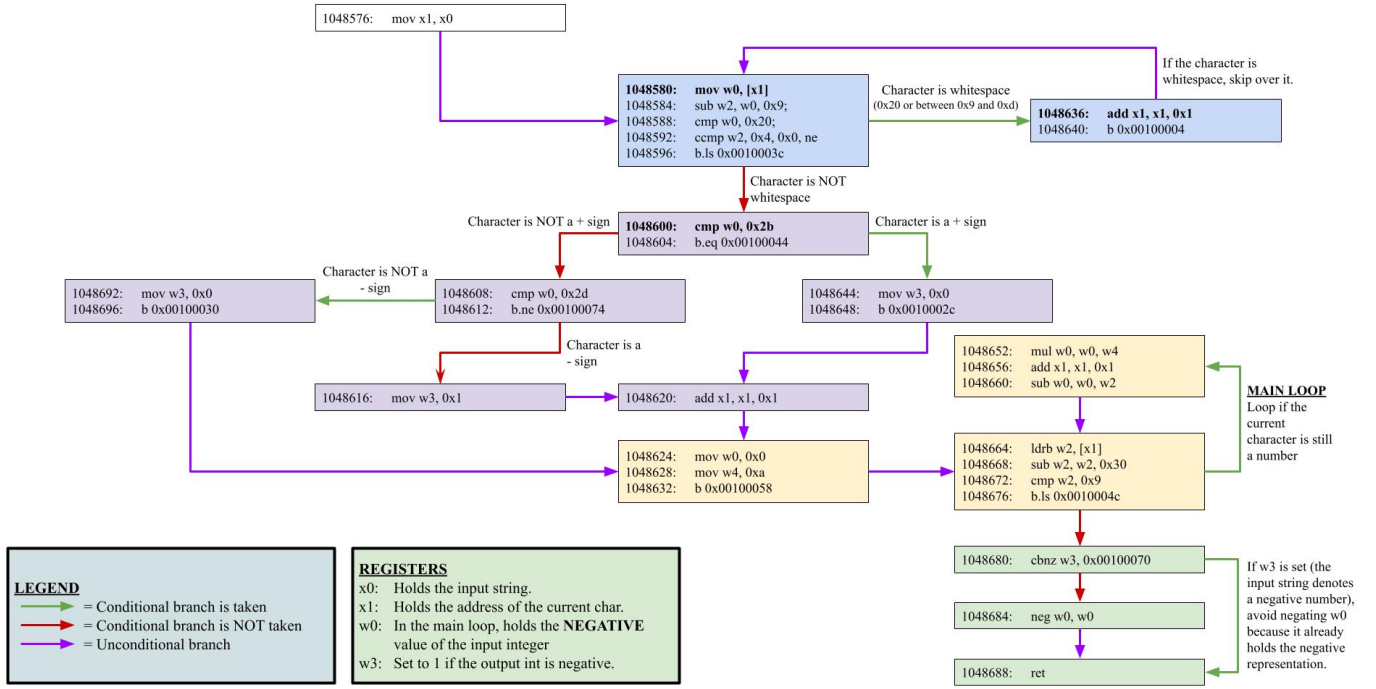 1048576: mov x1, x0
If the character is
whitespace, skip over it.
1048580: mov w0, [x1]
1048584: sub w2, w0, 0x9;
1048588: cmp w0, 0x20;
1048592: ccmp w2, 0x4, 0x0, ne
1048596: b.ls 0x0010003c
Character is whitespace
(0x20 or between 0x9 and 0xd)
1048636: add x1, x1, 0x1
1048640: b 0x00100004
Character is NOT
whitespace
Character is NOT a + sign
1048600: cmp w0, 0x2b
1048604: b.eq 0x00100044
Character is a + sign
1048692: mov w3, 0x0
1048696: b 0x00100030
Character is NOT a
- sign
1048608: cmp w0, 0x2d
1048612: b.ne 0x00100074
1048644: mov w3, 0x0
1048648: b 0x0010002c
Character is a
- sign
1048616: mov w3, 0x1
1048620: add x1, x1, 0x1
1048652: mul w0, w0, w4
1048656: add x1, x1, 0x1
1048660: sub w0, w0, w2
MAIN LOOP
Loop if the
current
character is still
a number
1048624: mov w0, 0x0
1048628: mov w4, 0xa
1048632: b 0x00100058
1048664: ldrb w2, [x1]
1048668: sub w2, w2, 0x30
1048672: cmp w2, 0x9
1048676: b.ls 0x0010004c
1048680: cbnz w3, 0x00100070
1048684: neg w0, w0
1048688: ret
If w3 is set (the
input string denotes
a negative number),
avoid negating w0
because it already
holds the negative
representation.
LEGEND
= Conditional branch is taken
= Conditional branch is NOT taken
= Unconditional branch
REGISTERS
x0: Holds the input string.
x1: Holds the address of the current char.
w0: In the main loop, holds the NEGATIVE
value of the input integer
w3: Set to 1 if the output int is negative.